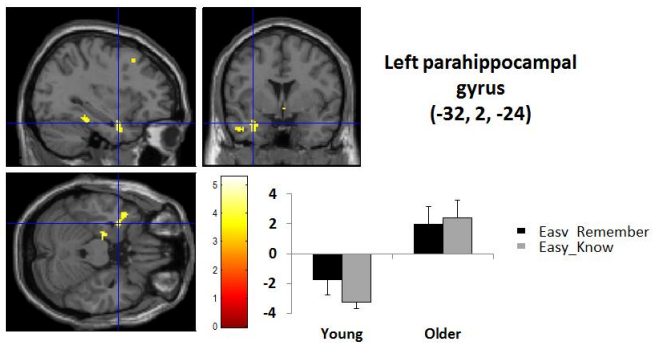 Left parahippocampal
gyrus
(-32, 2, -24)
5
4
3
2
1
0
4
2
0
-2
-4
Young Older
Easv_Remember
Easy_Know